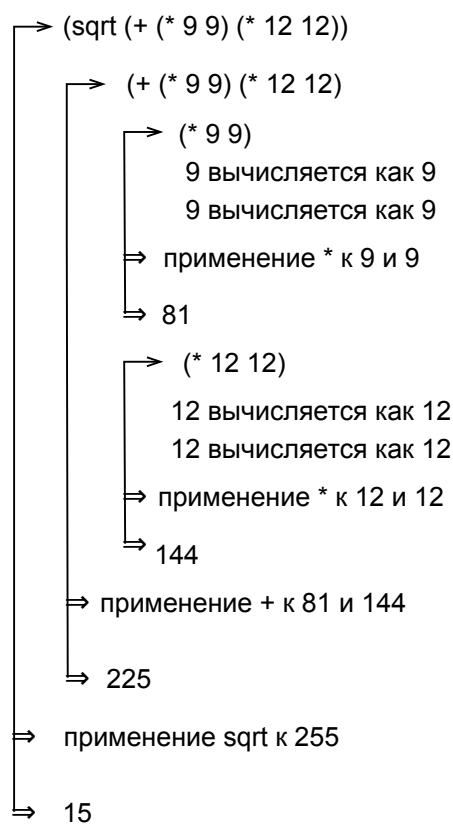 (sqrt (+ (* 9 9) (* 12 12))
(+ (* 9 9) (* 12 12)
(* 9 9)
9 вычисляется как 9
9 вычисляется как 9
⇒ применение * к 9 и 9
⇒ 81
(* 12 12)
12 вычисляется как 12
12 вычисляется как 12
⇒ применение * к 12 и 12
⇒ 144
⇒ применение + к 81 и 144
⇒ 225
⇒ применение sqrt к 255
⇒ 15